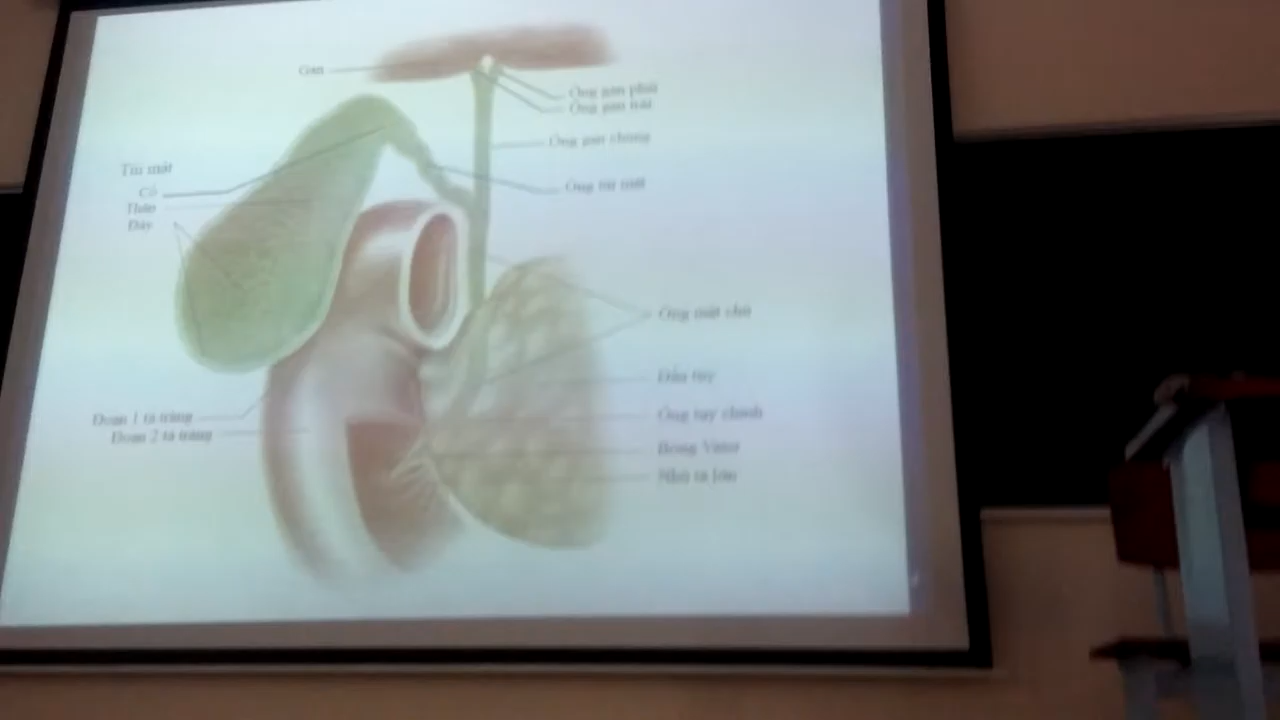 Gan
Ống gan phải
Ống gan trái
Ống gan chung
Túi mật
Cổ
Thân
Đáy
Ống túi mật
Ống mật chủ
Đầu tụy
Đoạn 1 tá tràng
Đoạn 2 tá tràng
Ống tụy chính
Bóng Vater
Nhú tá lớn